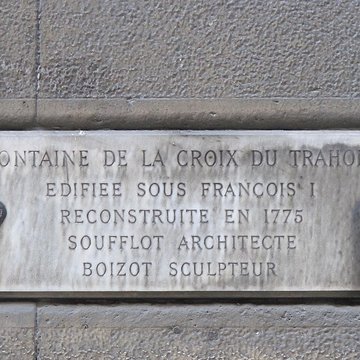 ONTAINE DE LA CROIX DU TRAHO
EDIFIEE SOUS FRANÇOIS I
RECONSTRUITE EN 1775
SOUFFLOT ARCHITECTE
BOIZOT SCULPTEUR